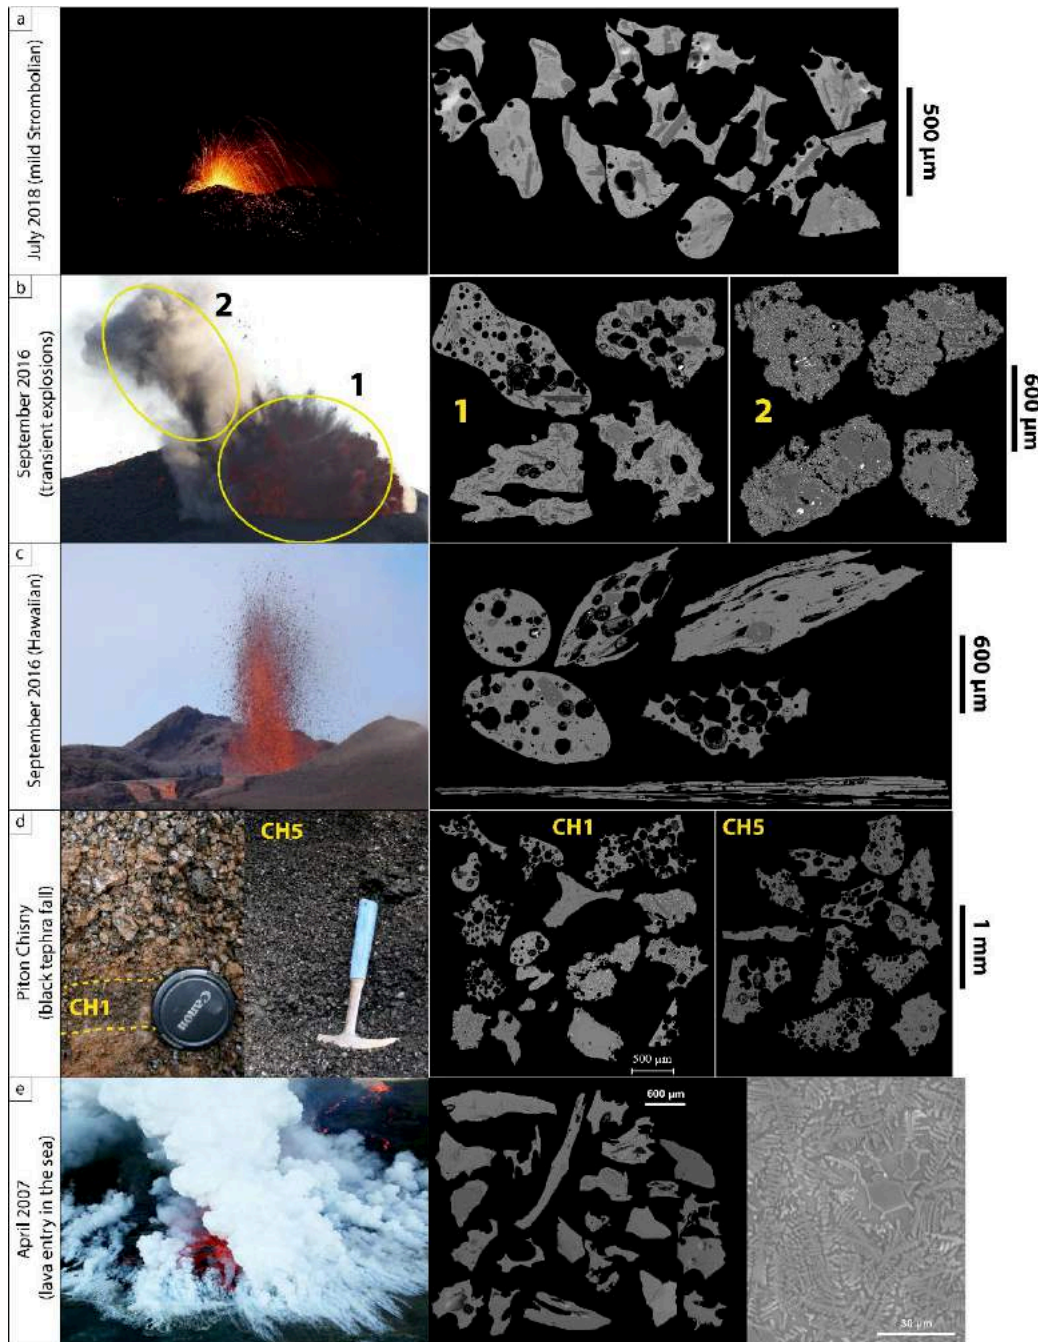 a
July 2018 (mild Strombolian)
500 µm
b
September 2016
(transient explosions)
2
1
1
2
600 µm
c
September 2016 (Hawaiian)
600 µm
d
Piton Chisny
(black tephra fall)
CH1
Canon
CH5
CH1
500 µm
CH5
1 mm
e
April 2007
(lava entry in the sea)
600 µm
30 µm